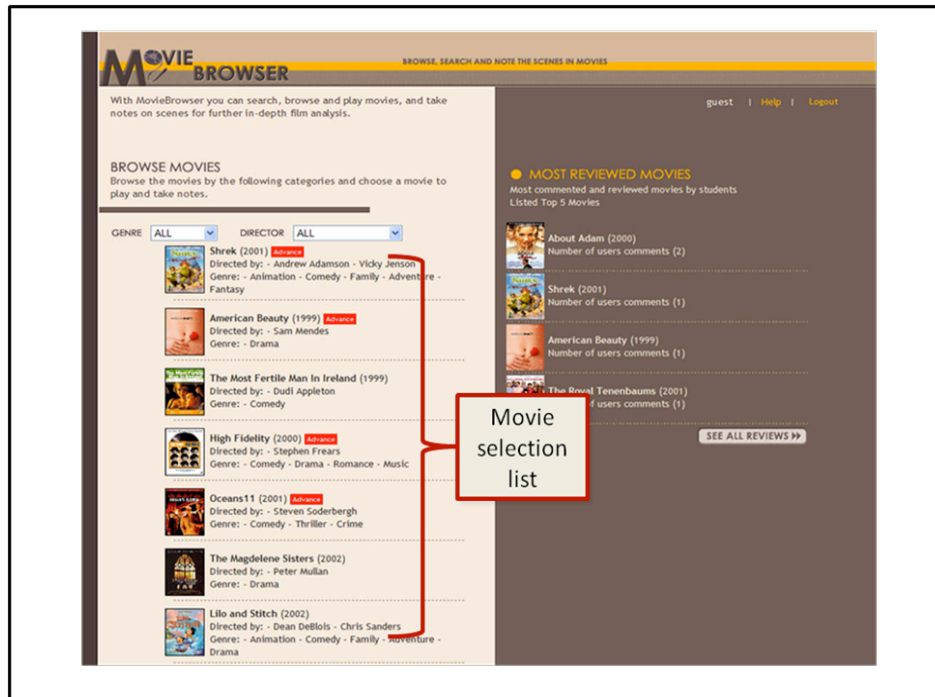 MOVIE
BROWSER
BROWSE, SEARCH AND NOTE THE SCENES IN MOVIES
With MovieBrowser you can search, browse and play movies, and take
notes on scenes for further in-depth film analysis.
guest | Help | Logout
BROWSE MOVIES
Browse the movies by the following categories and choose a movie to
play and take notes.
GENRE ALL DIRECTOR ALL
Shrek (2001) Advance
Directed by: - Andrew Adamson - Vicky Jenson
Genre: - Animation - Comedy - Family - Adventure -
Fantasy
American Beauty (1999) Advance
Directed by: - Sam Mendes
Genre: - Drama
The Most Fertile Man In Ireland (1999)
Directed by: - Dudi Appleton
Genre: - Comedy
High Fidelity (2000) Advance
Directed by: - Stephen Frears
Genre: - Comedy - Drama - Romance - Music
Oceans11 (2001) Advance
Directed by: - Steven Soderbergh
Genre: - Comedy - Thriller - Crime
The Magdelene Sisters (2002)
Directed by: - Peter Mullan
Genre: - Drama
Lilo and Stitch (2002)
Directed by: - Dean DeBlois - Chris Sanders
Genre: - Animation - Comedy - Family - Adventure -
Drama
MOST REVIEWED MOVIES
Most commented and reviewed movies by students
Listed Top 5 Movies
About Adam (2000)
Number of users comments (2)
Shrek (2001)
Number of users comments (1)
American Beauty (1999)
Number of users comments (1)
The Royal Tenenbaums (2001)
of users comments (1)
SEE ALL REVIEWS
Movie
selection
list